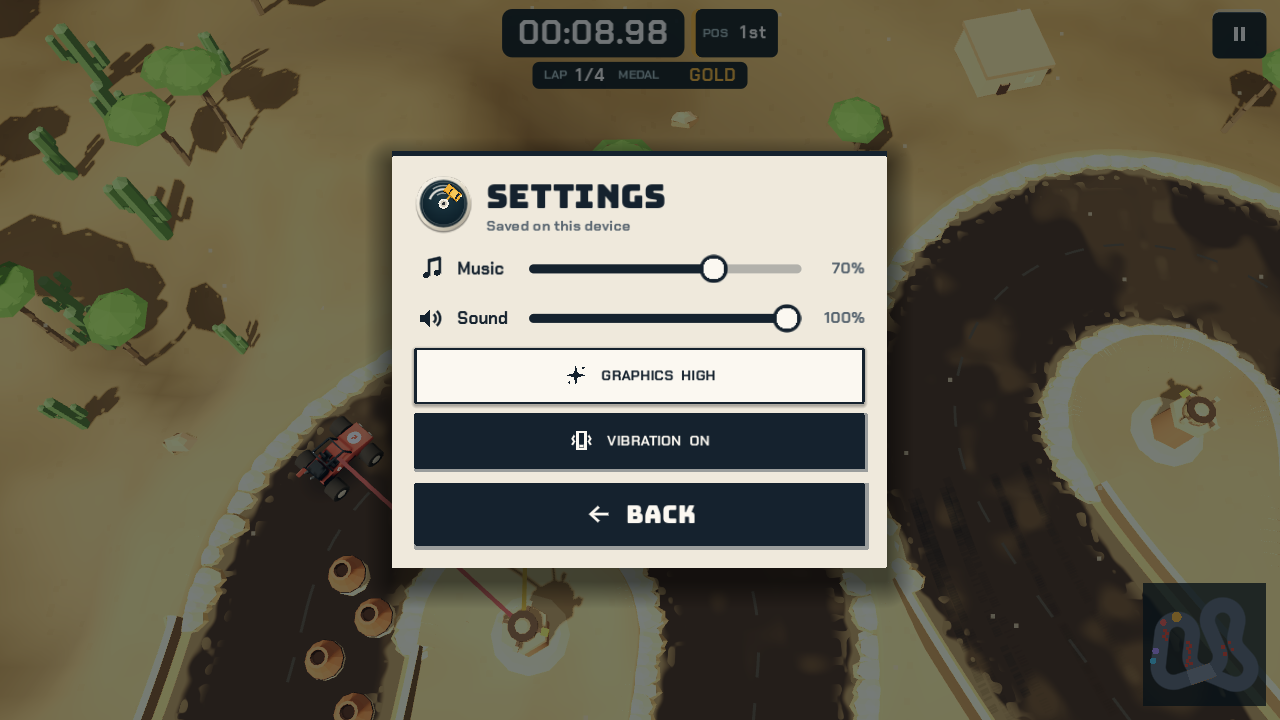 00:08.98
POS 1st
LAP 1/4 MEDAL GOLD
SETTINGS
Saved on this device
Music 70%
Sound 100%
GRAPHICS HIGH
VIBRATION ON
← BACK